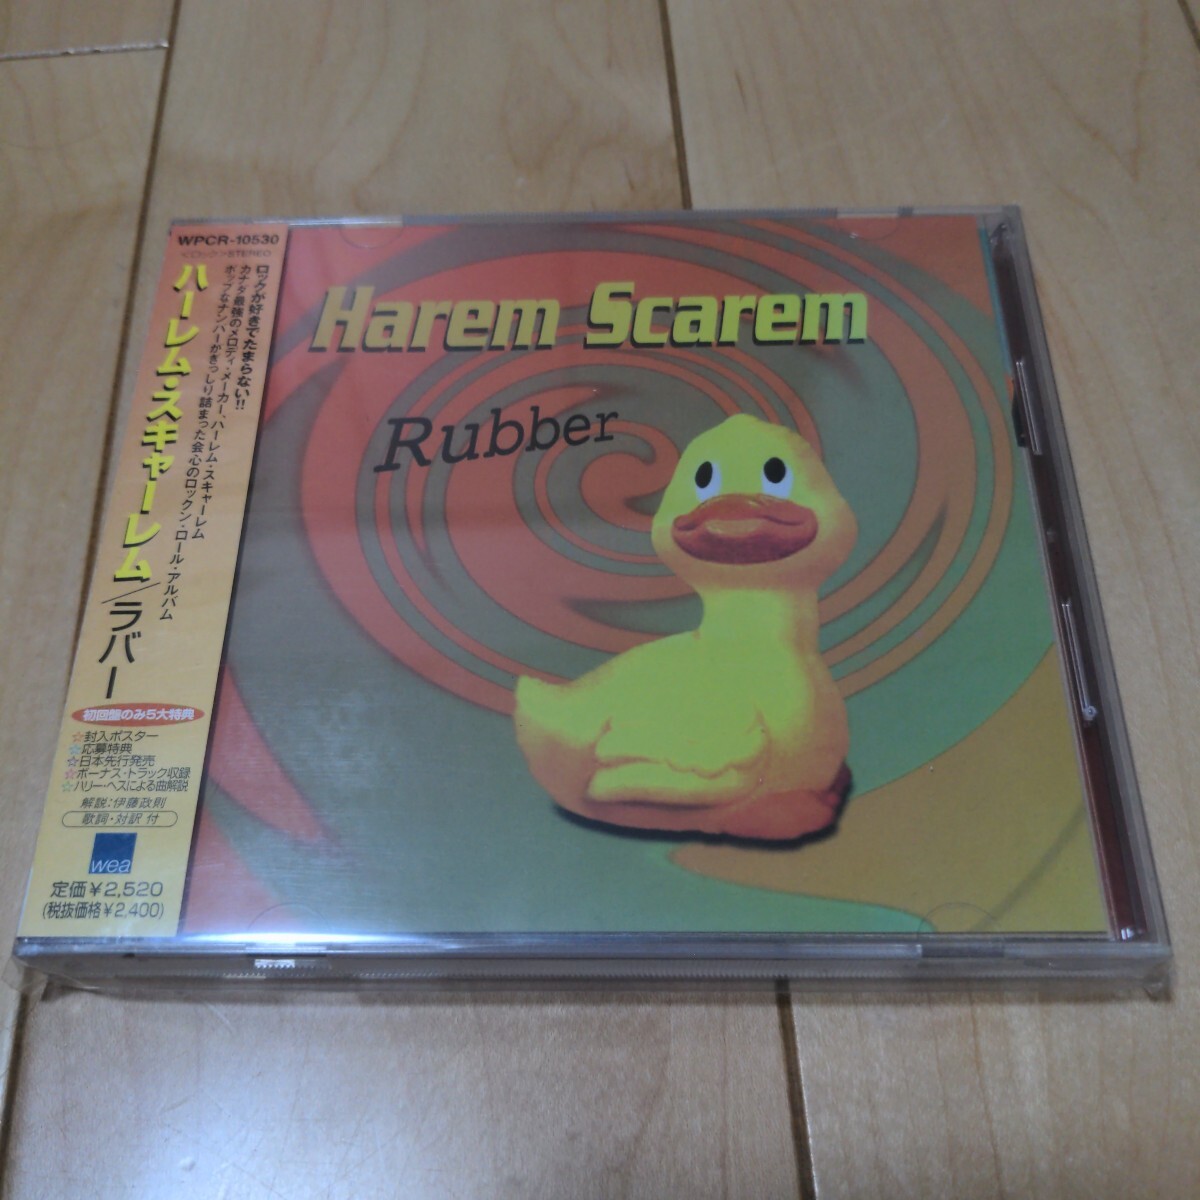 WPCR-10530
<ロック>STEREO
ロックが好きでたまらない!!
カナダ最強のメロディ・メーカー、ハーレム・スキャーレム
ポップなナンバーがぎっしり詰まった会心のロックン・ロール・アルバム
ハーレム・スキャーレム/ラバー
初回盤のみ5大特典
☆封入ポスター
☆応募特典
☆日本先行発売
☆ボーナス・トラック収録
☆ハリー・ヘスによる曲解説
解説:伊藤政則
歌詞・対訳 付
wea
定価¥2,520
(税抜価格¥2,400)
Harem Scarem
Rubber